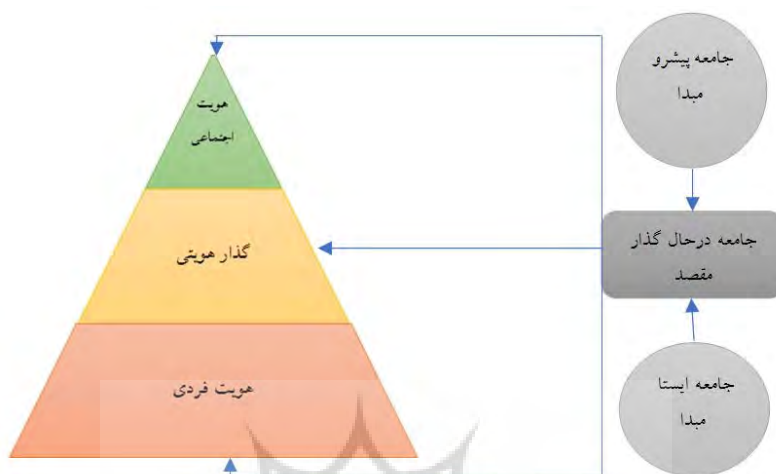 جامعه پیشرو
مبدا
هویت
اجتماعی
جامعه درحال گذار
مقصد
گذار هویتی
جامعه ایستا
مبدا
هویت فردی